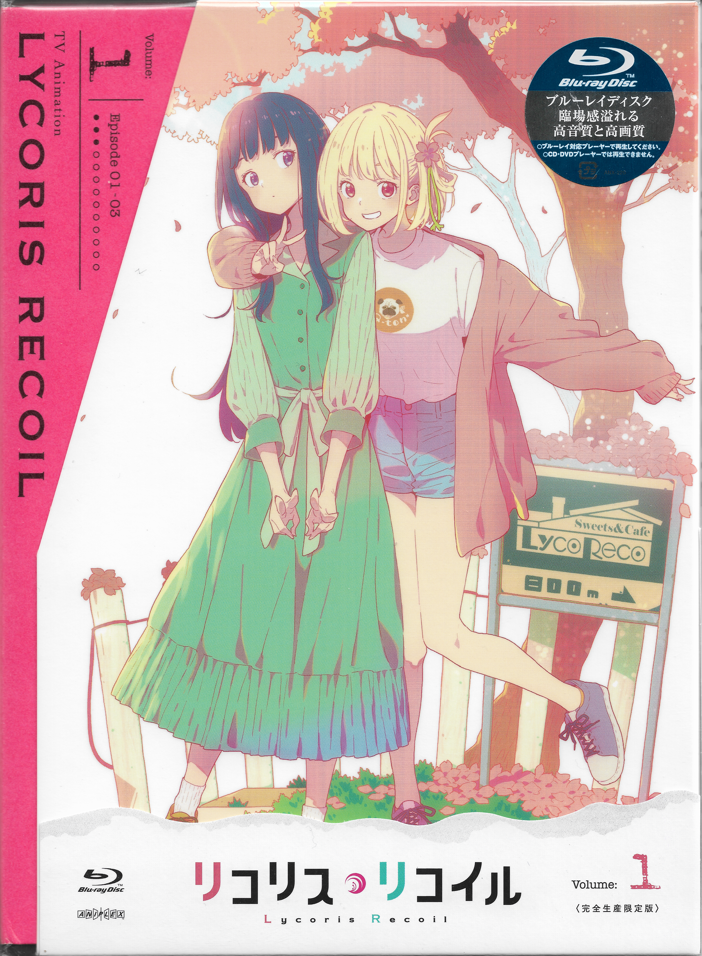 Volume:
1
Episode 01-03
TV Animation
LYCORIS RECOIL
Blu-ray Disc™
ブルーレイディスク
臨場感溢れる
高音質と高画質
○ブルーレイ対応プレーヤーで再生してください。
○CD・DVDプレーヤーでは再生できません。
Sweets&Cafe
LycoReco
800m
Blu-ray Disc™
ANIPLEX
リコリス・リコイル
Lycoris Recoil
Volume: 1
〈完全生産限定版〉